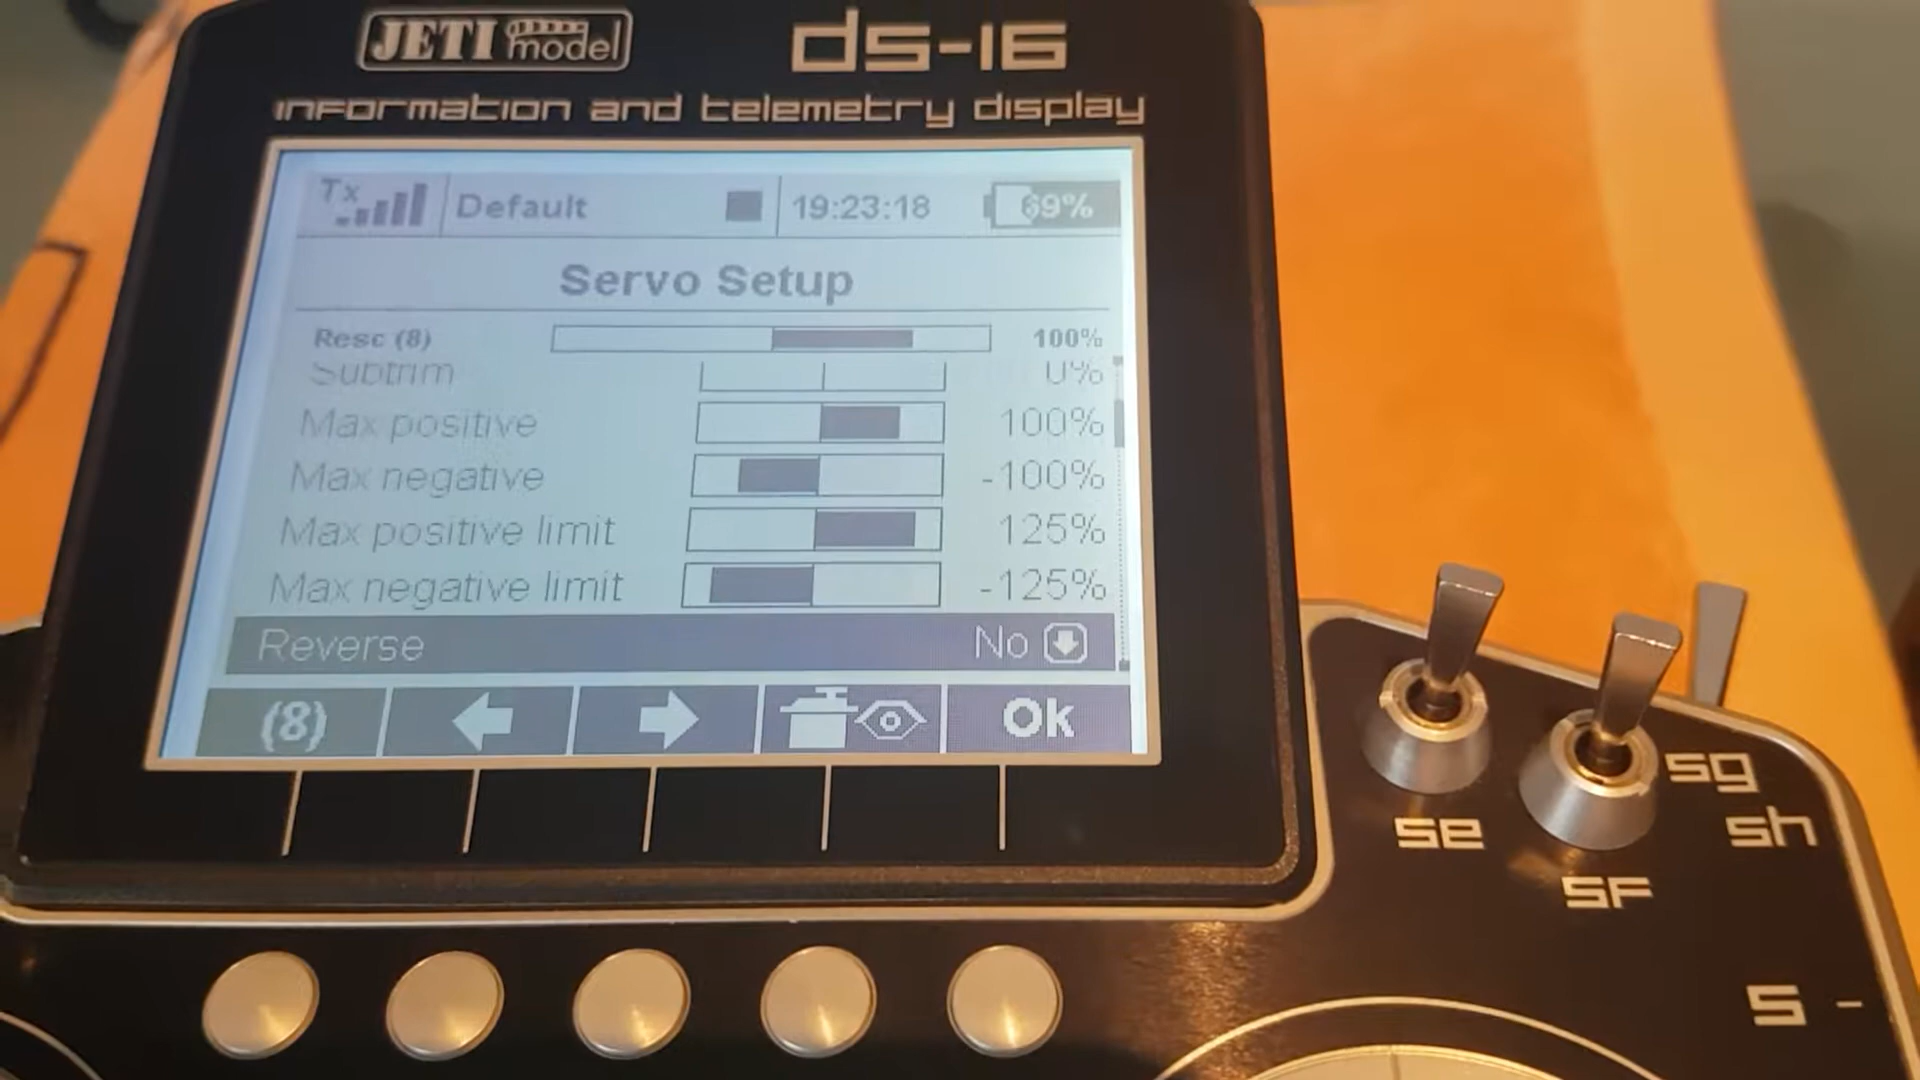 JETI model
ds-16
information and telemetry display
Tx Default 19:23:18 69%
Servo Setup
Resc (8) 100%
Subtrim 0%
Max positive 100%
Max negative -100%
Max positive limit 125%
Max negative limit -125%
Reverse No
(8) Ok
se
sf
sg
sh
s -